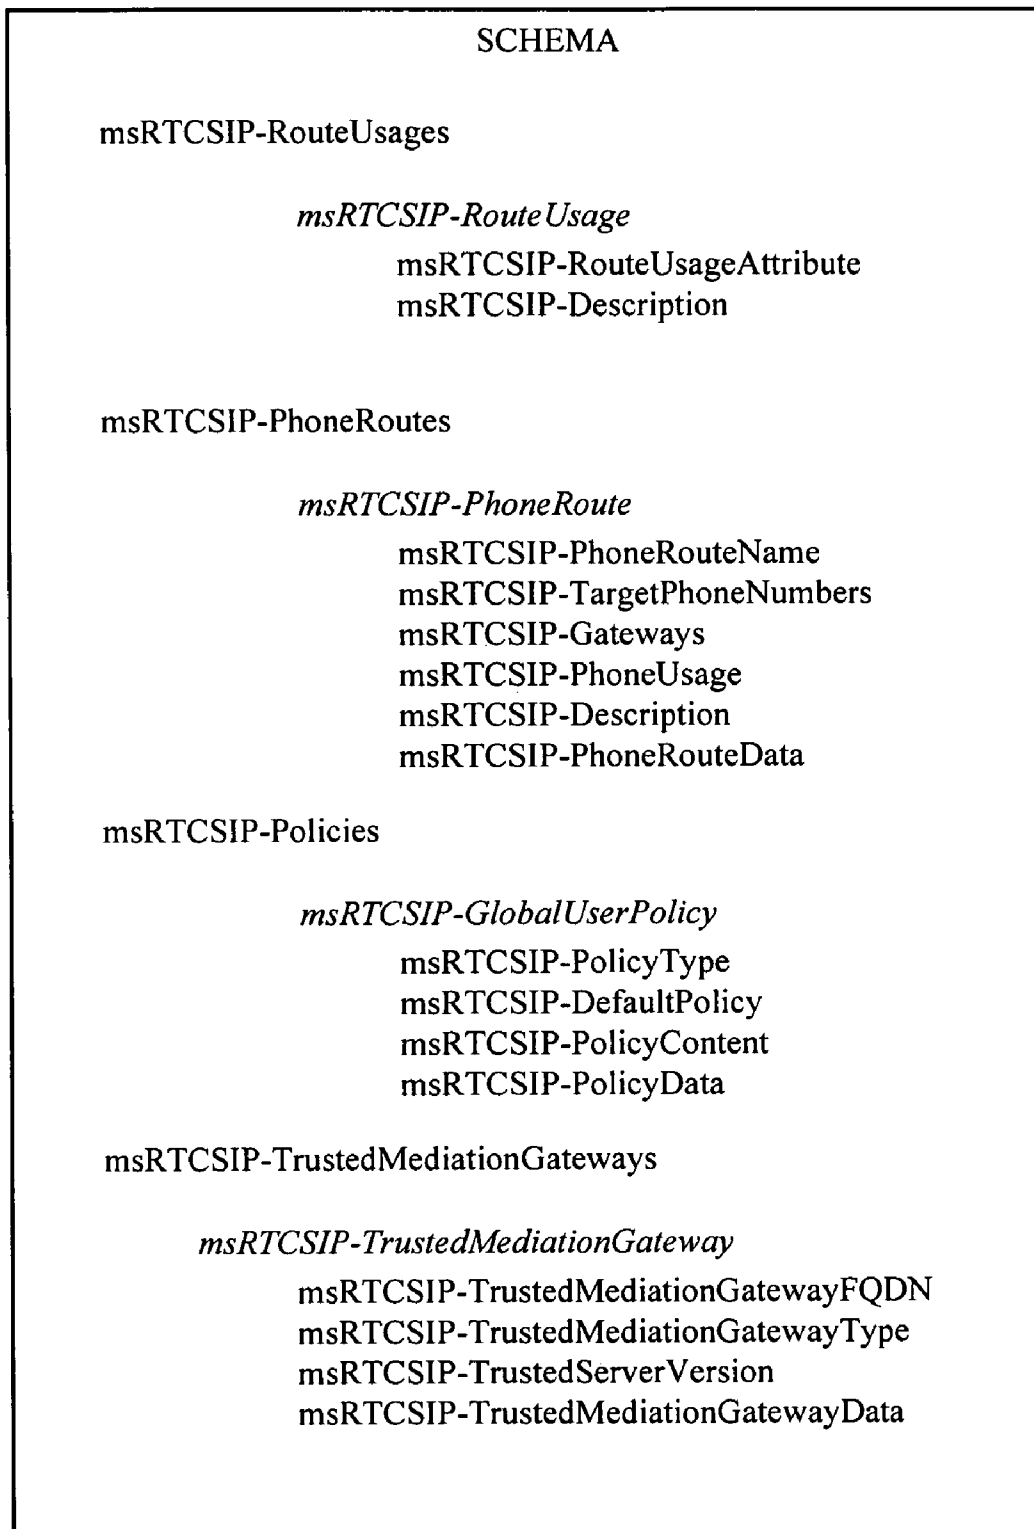 SCHEMA
msRTCSIP-RouteUsages
msRTCSIP-RouteUsage
msRTCSIP-RouteUsageAttribute
msRTCSIP-Description
msRTCSIP-PhoneRoutes
msRTCSIP-PhoneRoute
msRTCSIP-PhoneRouteName
msRTCSIP-TargetPhoneNumbers
msRTCSIP-Gateways
msRTCSIP-PhoneUsage
msRTCSIP-Description
msRTCSIP-PhoneRouteData
msRTCSIP-Policies
msRTCSIP-GlobalUserPolicy
msRTCSIP-PolicyType
msRTCSIP-DefaultPolicy
msRTCSIP-PolicyContent
msRTCSIP-PolicyData
msRTCSIP-TrustedMediationGateways
msRTCSIP-TrustedMediationGateway
msRTCSIP-TrustedMediationGatewayFQDN
msRTCSIP-TrustedMediationGatewayType
msRTCSIP-TrustedServerVersion
msRTCSIP-TrustedMediationGatewayData